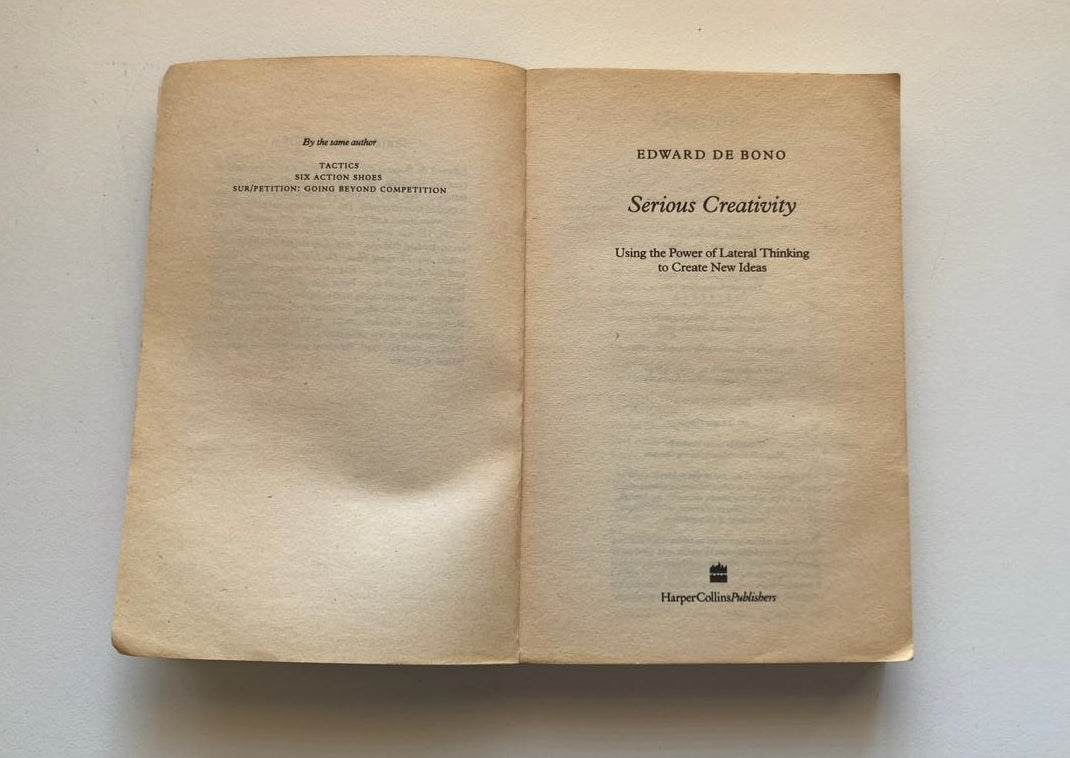 By the same author
TACTICS
SIX ACTION SHOES
SUR/PETITION: GOING BEYOND COMPETITION
EDWARD DE BONO
Serious Creativity
Using the Power of Lateral Thinking
to Create New Ideas
HarperCollinsPublishers